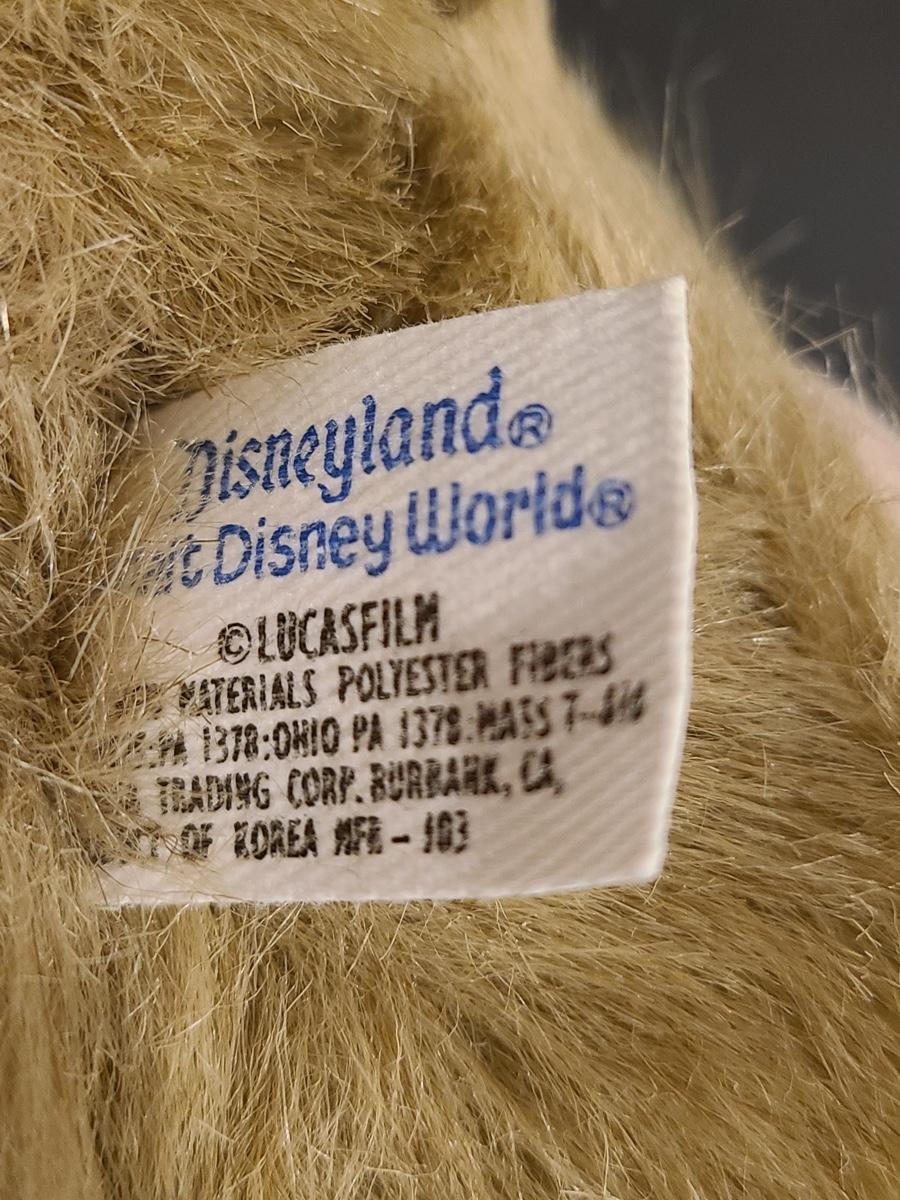 Disneyland®
Disney World®
©LUCASFILM
MATERIALS POLYESTER FIBERS
PA 1378:OHIO PA 1378:MASS T-
TRADING CORP. BURBANK, CA,
OF KOREA MFR - 103